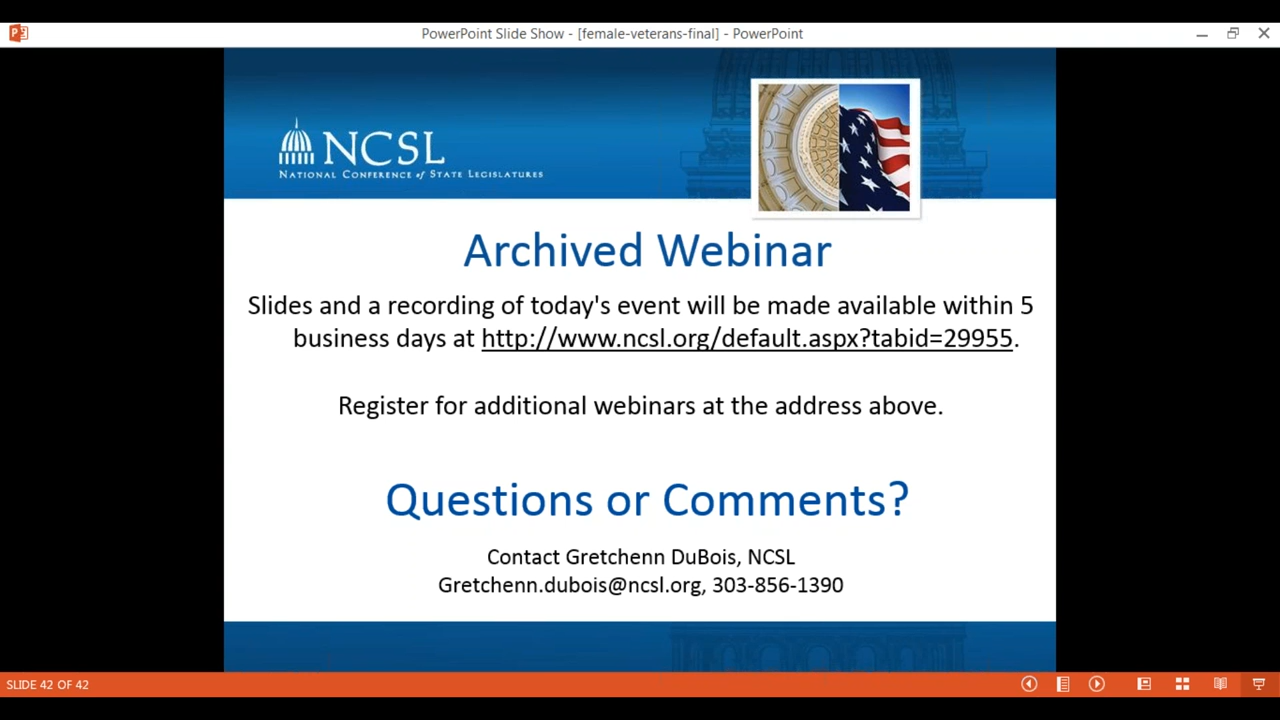 PowerPoint Slide Show - [female-veterans-final] - PowerPoint
NCSL
NATIONAL CONFERENCE of STATE LEGISLATURES
Archived Webinar
Slides and a recording of today's event will be made available within 5
business days at http://www.ncsl.org/default.aspx?tabid=29955.
Register for additional webinars at the address above.
Questions or Comments?
Contact Gretchenn DuBois, NCSL
Gretchenn.dubois@ncsl.org, 303-856-1390
SLIDE 42 OF 42